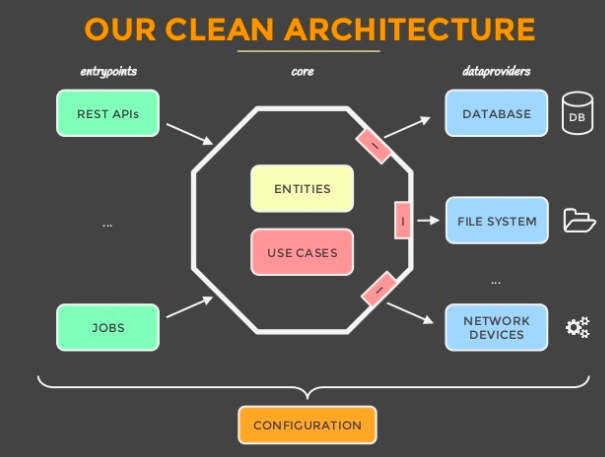 OUR CLEAN ARCHITECTURE
entrypoints
core
dataproviders
REST APIs
DATABASE
DB
I
ENTITIES
...
I
FILE SYSTEM
USE CASES
...
I
JOBS
NETWORK
DEVICES
CONFIGURATION